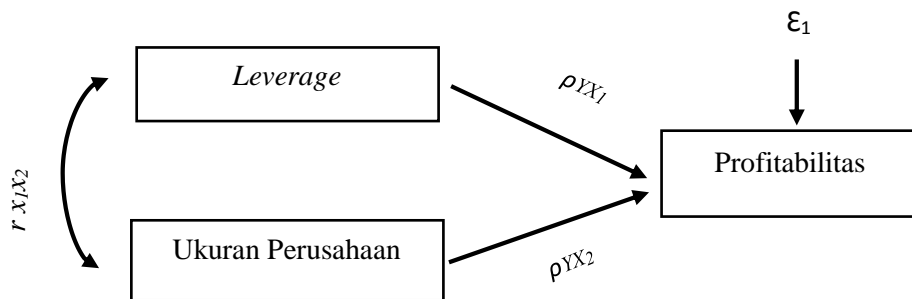 ε₁
Leverage
ρYX₁
Profitabilitas
r x₁x₂
Ukuran Perusahaan
ρYX₂